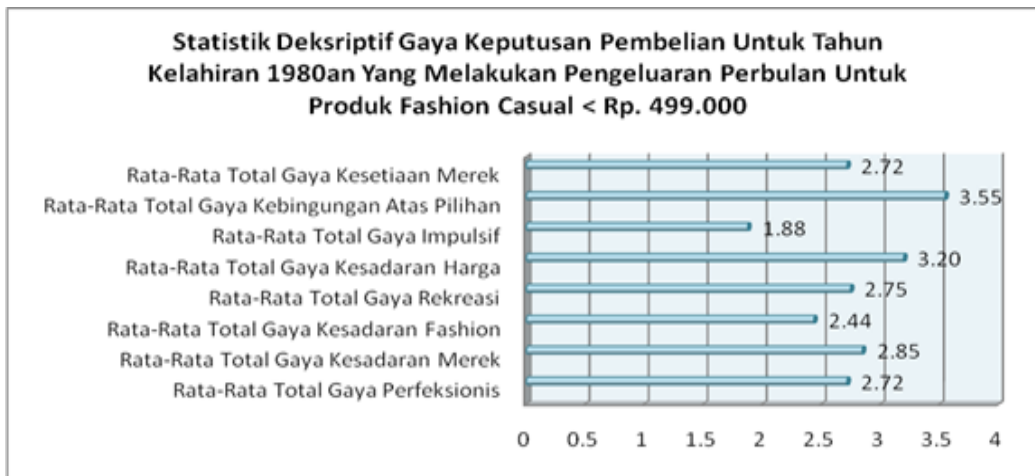 Statistik Deksriptif Gaya Keputusan Pembelian Untuk Tahun
Kelahiran 1980an Yang Melakukan Pengeluaran Perbulan Untuk
Produk Fashion Casual < Rp. 499.000
Rata-Rata Total Gaya Kesetiaan Merek 2.72
Rata-Rata Total Gaya Kebingungan Atas Pilihan 3.55
Rata-Rata Total Gaya Impulsif 1.88
Rata-Rata Total Gaya Kesadaran Harga 3.20
Rata-Rata Total Gaya Rekreasi 2.75
Rata-Rata Total Gaya Kesadaran Fashion 2.44
Rata-Rata Total Gaya Kesadaran Merek 2.85
Rata-Rata Total Gaya Perfeksionis 2.72
0 0.5 1 1.5 2 2.5 3 3.5 4